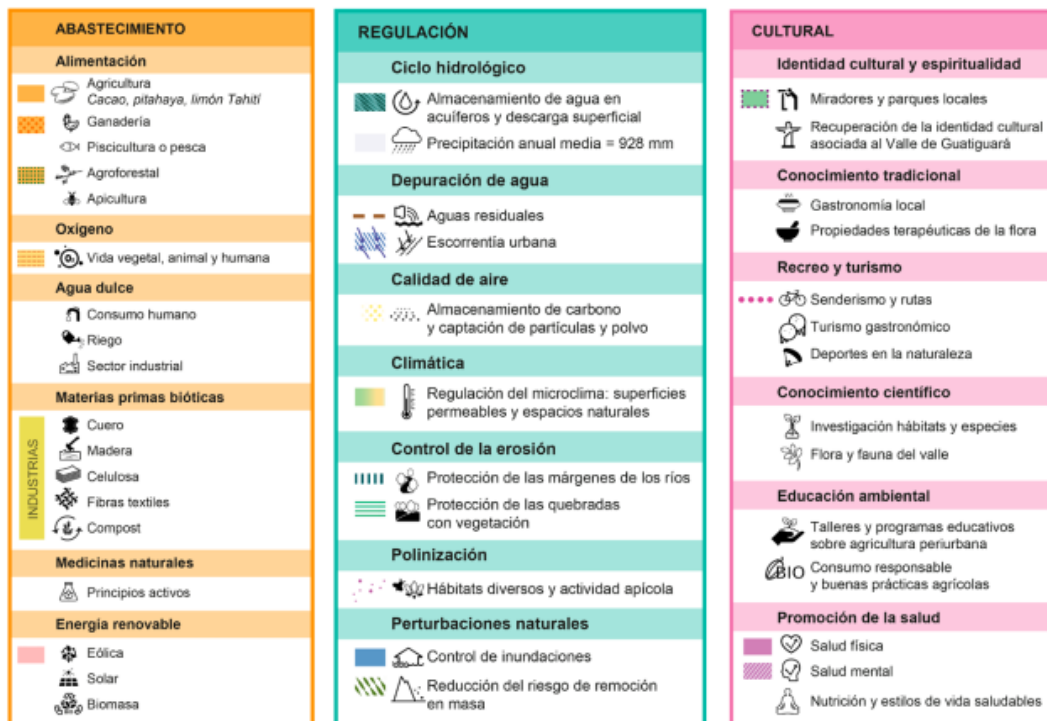 ABASTECIMIENTO
Alimentación
Agricultura
Cacao, pitahaya, limón Tahití
Ganadería
Piscicultura o pesca
Agroforestal
Apicultura
Oxígeno
Vida vegetal, animal y humana
Agua dulce
Consumo humano
Riego
Sector industrial
Materias primas bióticas
INDUSTRIAS
Cuero
Madera
Celulosa
Fibras textiles
Compost
Medicinas naturales
Principios activos
Energía renovable
Eólica
Solar
Biomasa
REGULACIÓN
Ciclo hidrológico
Almacenamiento de agua en
acuíferos y descarga superficial
Precipitación anual media = 928 mm
Depuración de agua
Aguas residuales
Escorrentía urbana
Calidad de aire
Almacenamiento de carbono
y captación de partículas y polvo
Climática
Regulación del microclima: superficies
permeables y espacios naturales
Control de la erosión
Protección de las márgenes de los ríos
Protección de las quebradas
con vegetación
Polinización
Hábitats diversos y actividad apícola
Perturbaciones naturales
Control de inundaciones
Reducción del riesgo de remoción
en masa
CULTURAL
Identidad cultural y espiritualidad
Miradores y parques locales
Recuperación de la identidad cultural
asociada al Valle de Guatiguará
Conocimiento tradicional
Gastronomía local
Propiedades terapéuticas de la flora
Recreo y turismo
Senderismo y rutas
Turismo gastronómico
Deportes en la naturaleza
Conocimiento científico
Investigación hábitats y especies
Flora y fauna del valle
Educación ambiental
Talleres y programas educativos
sobre agricultura periurbana
BIO Consumo responsable
y buenas prácticas agrícolas
Promoción de la salud
Salud física
Salud mental
Nutrición y estilos de vida saludables